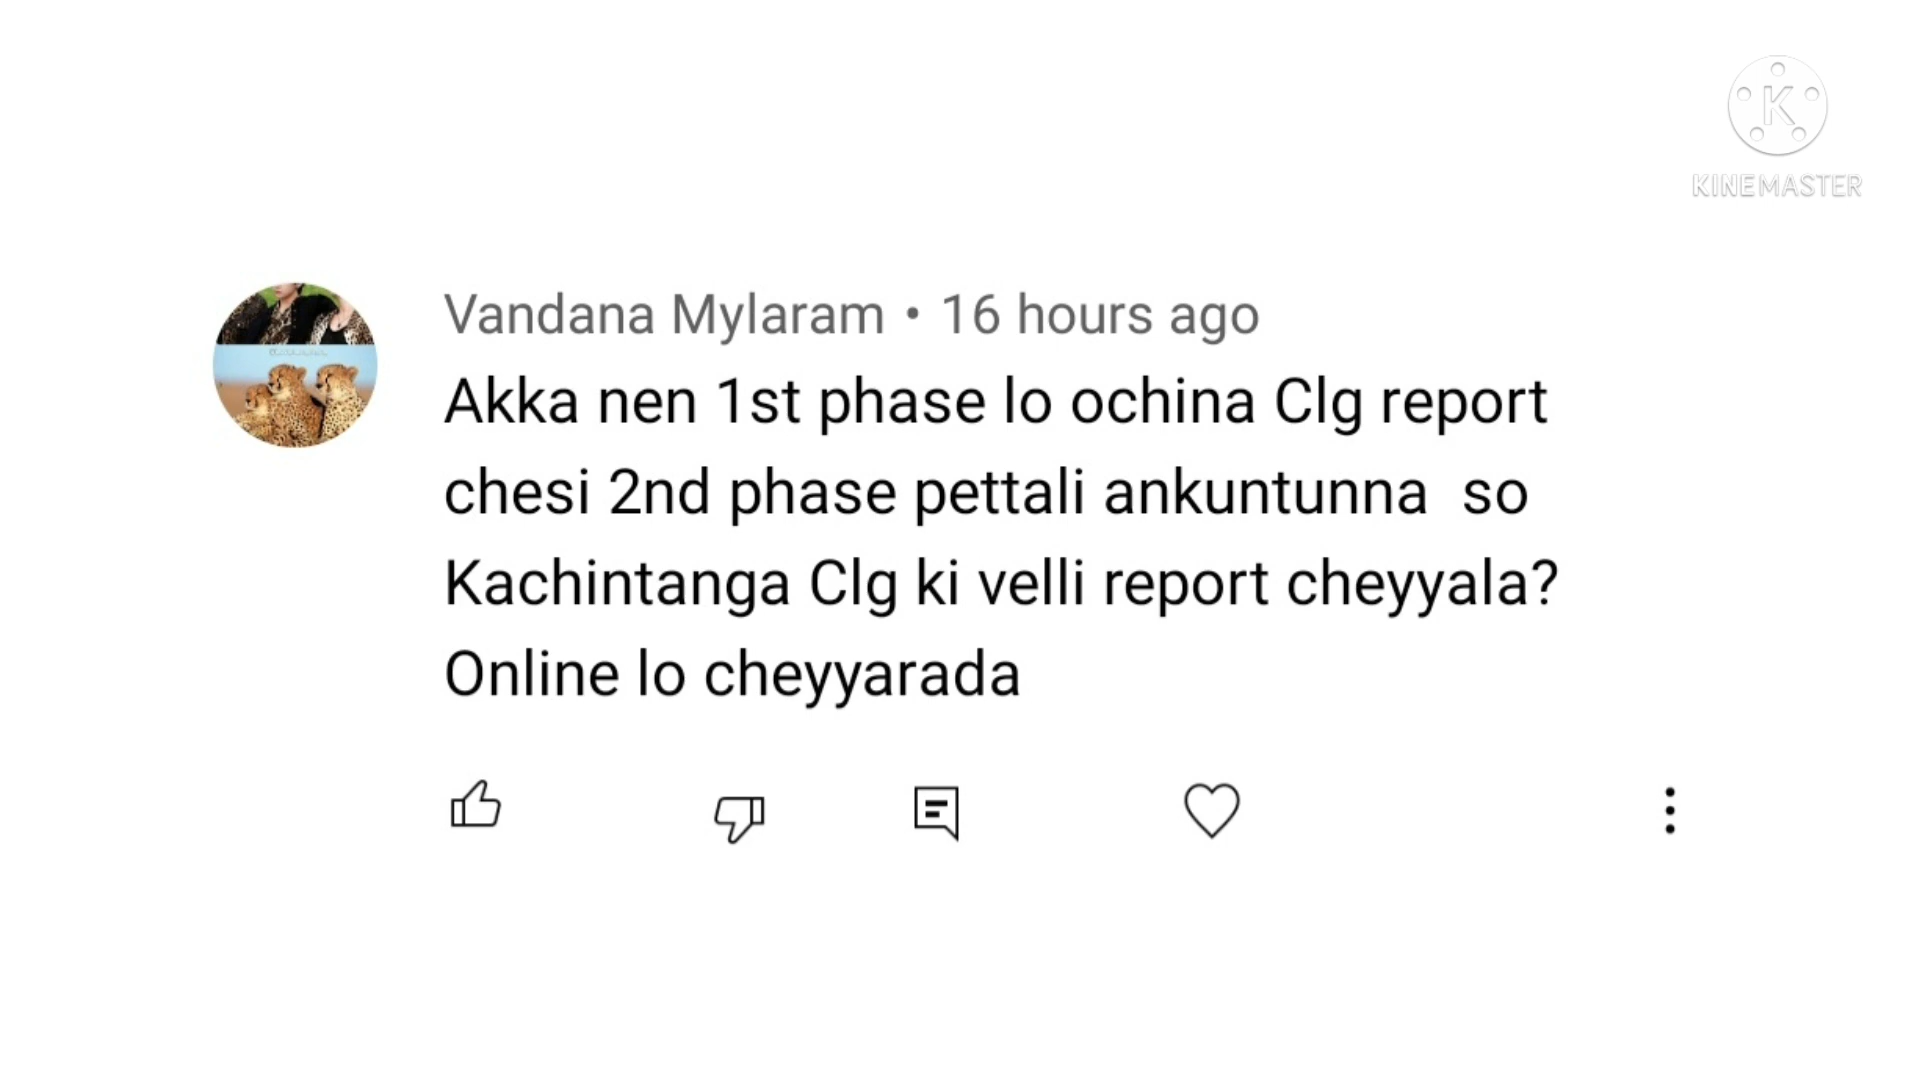 KINEMASTER
Vandana Mylaram • 16 hours ago
Akka nen 1st phase lo ochina Clg report
chesi 2nd phase pettali ankuntunna  so
Kachintanga Clg ki velli report cheyyala?
Online lo cheyyarada